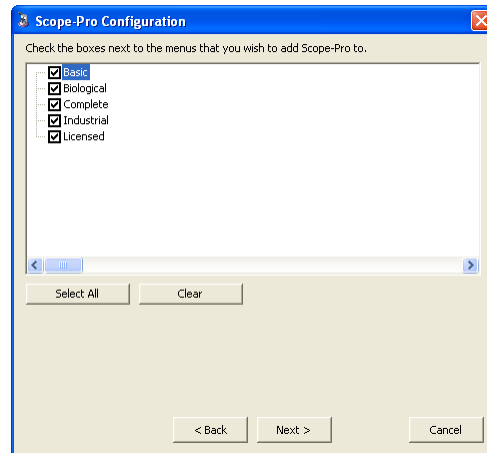 Scope-Pro Configuration
Check the boxes next to the menus that you wish to add Scope-Pro to.
Basic
Biological
Complete
Industrial
Licensed
Select All Clear
< Back Next > Cancel